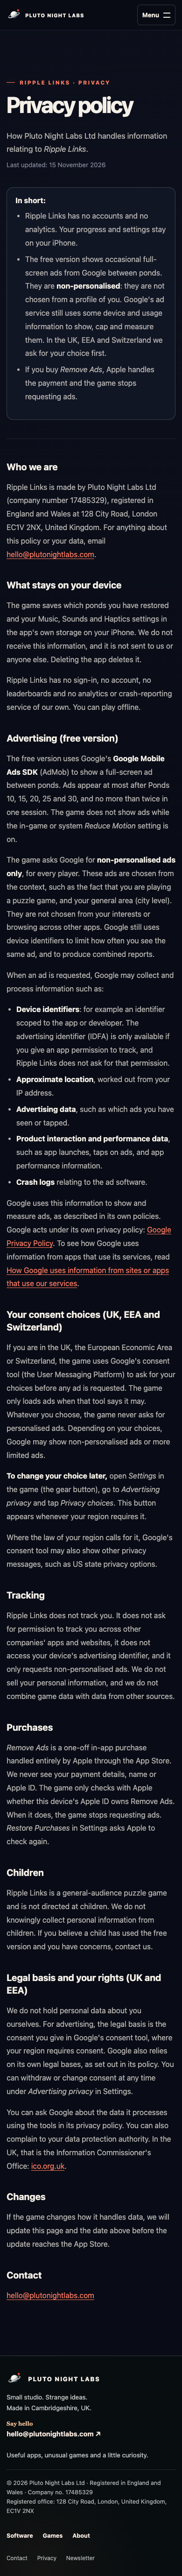 PLUTO NIGHT LABS
Menu
RIPPLE LINKS · PRIVACY
Privacy policy
How Pluto Night Labs Ltd handles information
relating to Ripple Links.
Last updated: 15 November 2026
In short:
• Ripple Links has no accounts and no
analytics. Your progress and settings stay
on your iPhone.
• The free version shows occasional full-
screen ads from Google between ponds.
They are non-personalised: they are not
chosen from a profile of you. Google's ad
service still uses some device and usage
information to show, cap and measure
them. In the UK, EEA and Switzerland we
ask for your choice first.
• If you buy Remove Ads, Apple handles
the payment and the game stops
requesting ads.
Who we are
Ripple Links is made by Pluto Night Labs Ltd
(company number 17485329), registered in
England and Wales at 128 City Road, London
EC1V 2NX, United Kingdom. For anything about
this policy or your data, email
hello@plutonightlabs.com.
What stays on your device
The game saves which ponds you have restored
and your Music, Sounds and Haptics settings in
the app's own storage on your iPhone. We do not
receive this information, and it is not sent to us or
anyone else. Deleting the app deletes it.
Ripple Links has no sign-in, no account, no
leaderboards and no analytics or crash-reporting
service of our own. You can play offline.
Advertising (free version)
The free version uses Google's Google Mobile
Ads SDK (AdMob) to show a full-screen ad
between ponds. Ads appear at most after Ponds
10, 15, 20, 25 and 30, and no more than twice in
one session. The game does not show ads while
the in-game or system Reduce Motion setting is
on.
The game asks Google for non-personalised ads
only, for every player. These ads are chosen from
the context, such as the fact that you are playing
a puzzle game, and your general area (city level).
They are not chosen from your interests or
browsing across other apps. Google still uses
device identifiers to limit how often you see the
same ad, and to produce combined reports.
When an ad is requested, Google may collect and
process information such as:
• Device identifiers: for example an identifier
scoped to the app or developer. The
advertising identifier (IDFA) is only available if
you give an app permission to track, and
Ripple Links does not ask for that permission.
• Approximate location, worked out from your
IP address.
• Advertising data, such as which ads you have
seen or tapped.
• Product interaction and performance data,
such as app launches, taps on ads, and app
performance information.
• Crash logs relating to the ad software.
Google uses this information to show and
measure ads, as described in its own policies.
Google acts under its own privacy policy: Google
Privacy Policy. To see how Google uses
information from apps that use its services, read
How Google uses information from sites or apps
that use our services.
Your consent choices (UK, EEA and
Switzerland)
If you are in the UK, the European Economic Area
or Switzerland, the game uses Google's consent
tool (the User Messaging Platform) to ask for your
choices before any ad is requested. The game
only loads ads when that tool says it may.
Whatever you choose, the game never asks for
personalised ads. Depending on your choices,
Google may show non-personalised ads or more
limited ads.
To change your choice later, open Settings in
the game (the gear button), go to Advertising
privacy and tap Privacy choices. This button
appears whenever your region requires it.
Where the law of your region calls for it, Google's
consent tool may also show other privacy
messages, such as US state privacy options.
Tracking
Ripple Links does not track you. It does not ask
for permission to track you across other
companies' apps and websites, it does not
access your device's advertising identifier, and it
only requests non-personalised ads. We do not
sell your personal information, and we do not
combine game data with data from other sources.
Purchases
Remove Ads is a one-off in-app purchase
handled entirely by Apple through the App Store.
We never see your payment details, name or
Apple ID. The game only checks with Apple
whether this device's Apple ID owns Remove Ads.
When it does, the game stops requesting ads.
Restore Purchases in Settings asks Apple to
check again.
Children
Ripple Links is a general-audience puzzle game
and is not directed at children. We do not
knowingly collect personal information from
children. If you believe a child has used the free
version and you have concerns, contact us.
Legal basis and your rights (UK and
EEA)
We do not hold personal data about you
ourselves. For advertising, the legal basis is the
consent you give in Google's consent tool, where
your region requires consent. Google also relies
on its own legal bases, as set out in its policy. You
can withdraw or change consent at any time
under Advertising privacy in Settings.
You can ask Google about the data it processes
using the tools in its privacy policy. You can also
complain to your data protection authority. In the
UK, that is the Information Commissioner's
Office: ico.org.uk.
Changes
If the game changes how it handles data, we will
update this page and the date above before the
update reaches the App Store.
Contact
hello@plutonightlabs.com
PLUTO NIGHT LABS
Small studio. Strange ideas.
Made in Cambridgeshire, UK.
Say hello
hello@plutonightlabs.com ↗
Useful apps, unusual games and a little curiosity.
© 2026 Pluto Night Labs Ltd · Registered in England and
Wales · Company no. 17485329
Registered office: 128 City Road, London, United Kingdom,
EC1V 2NX
Software Games About
Contact Privacy Newsletter